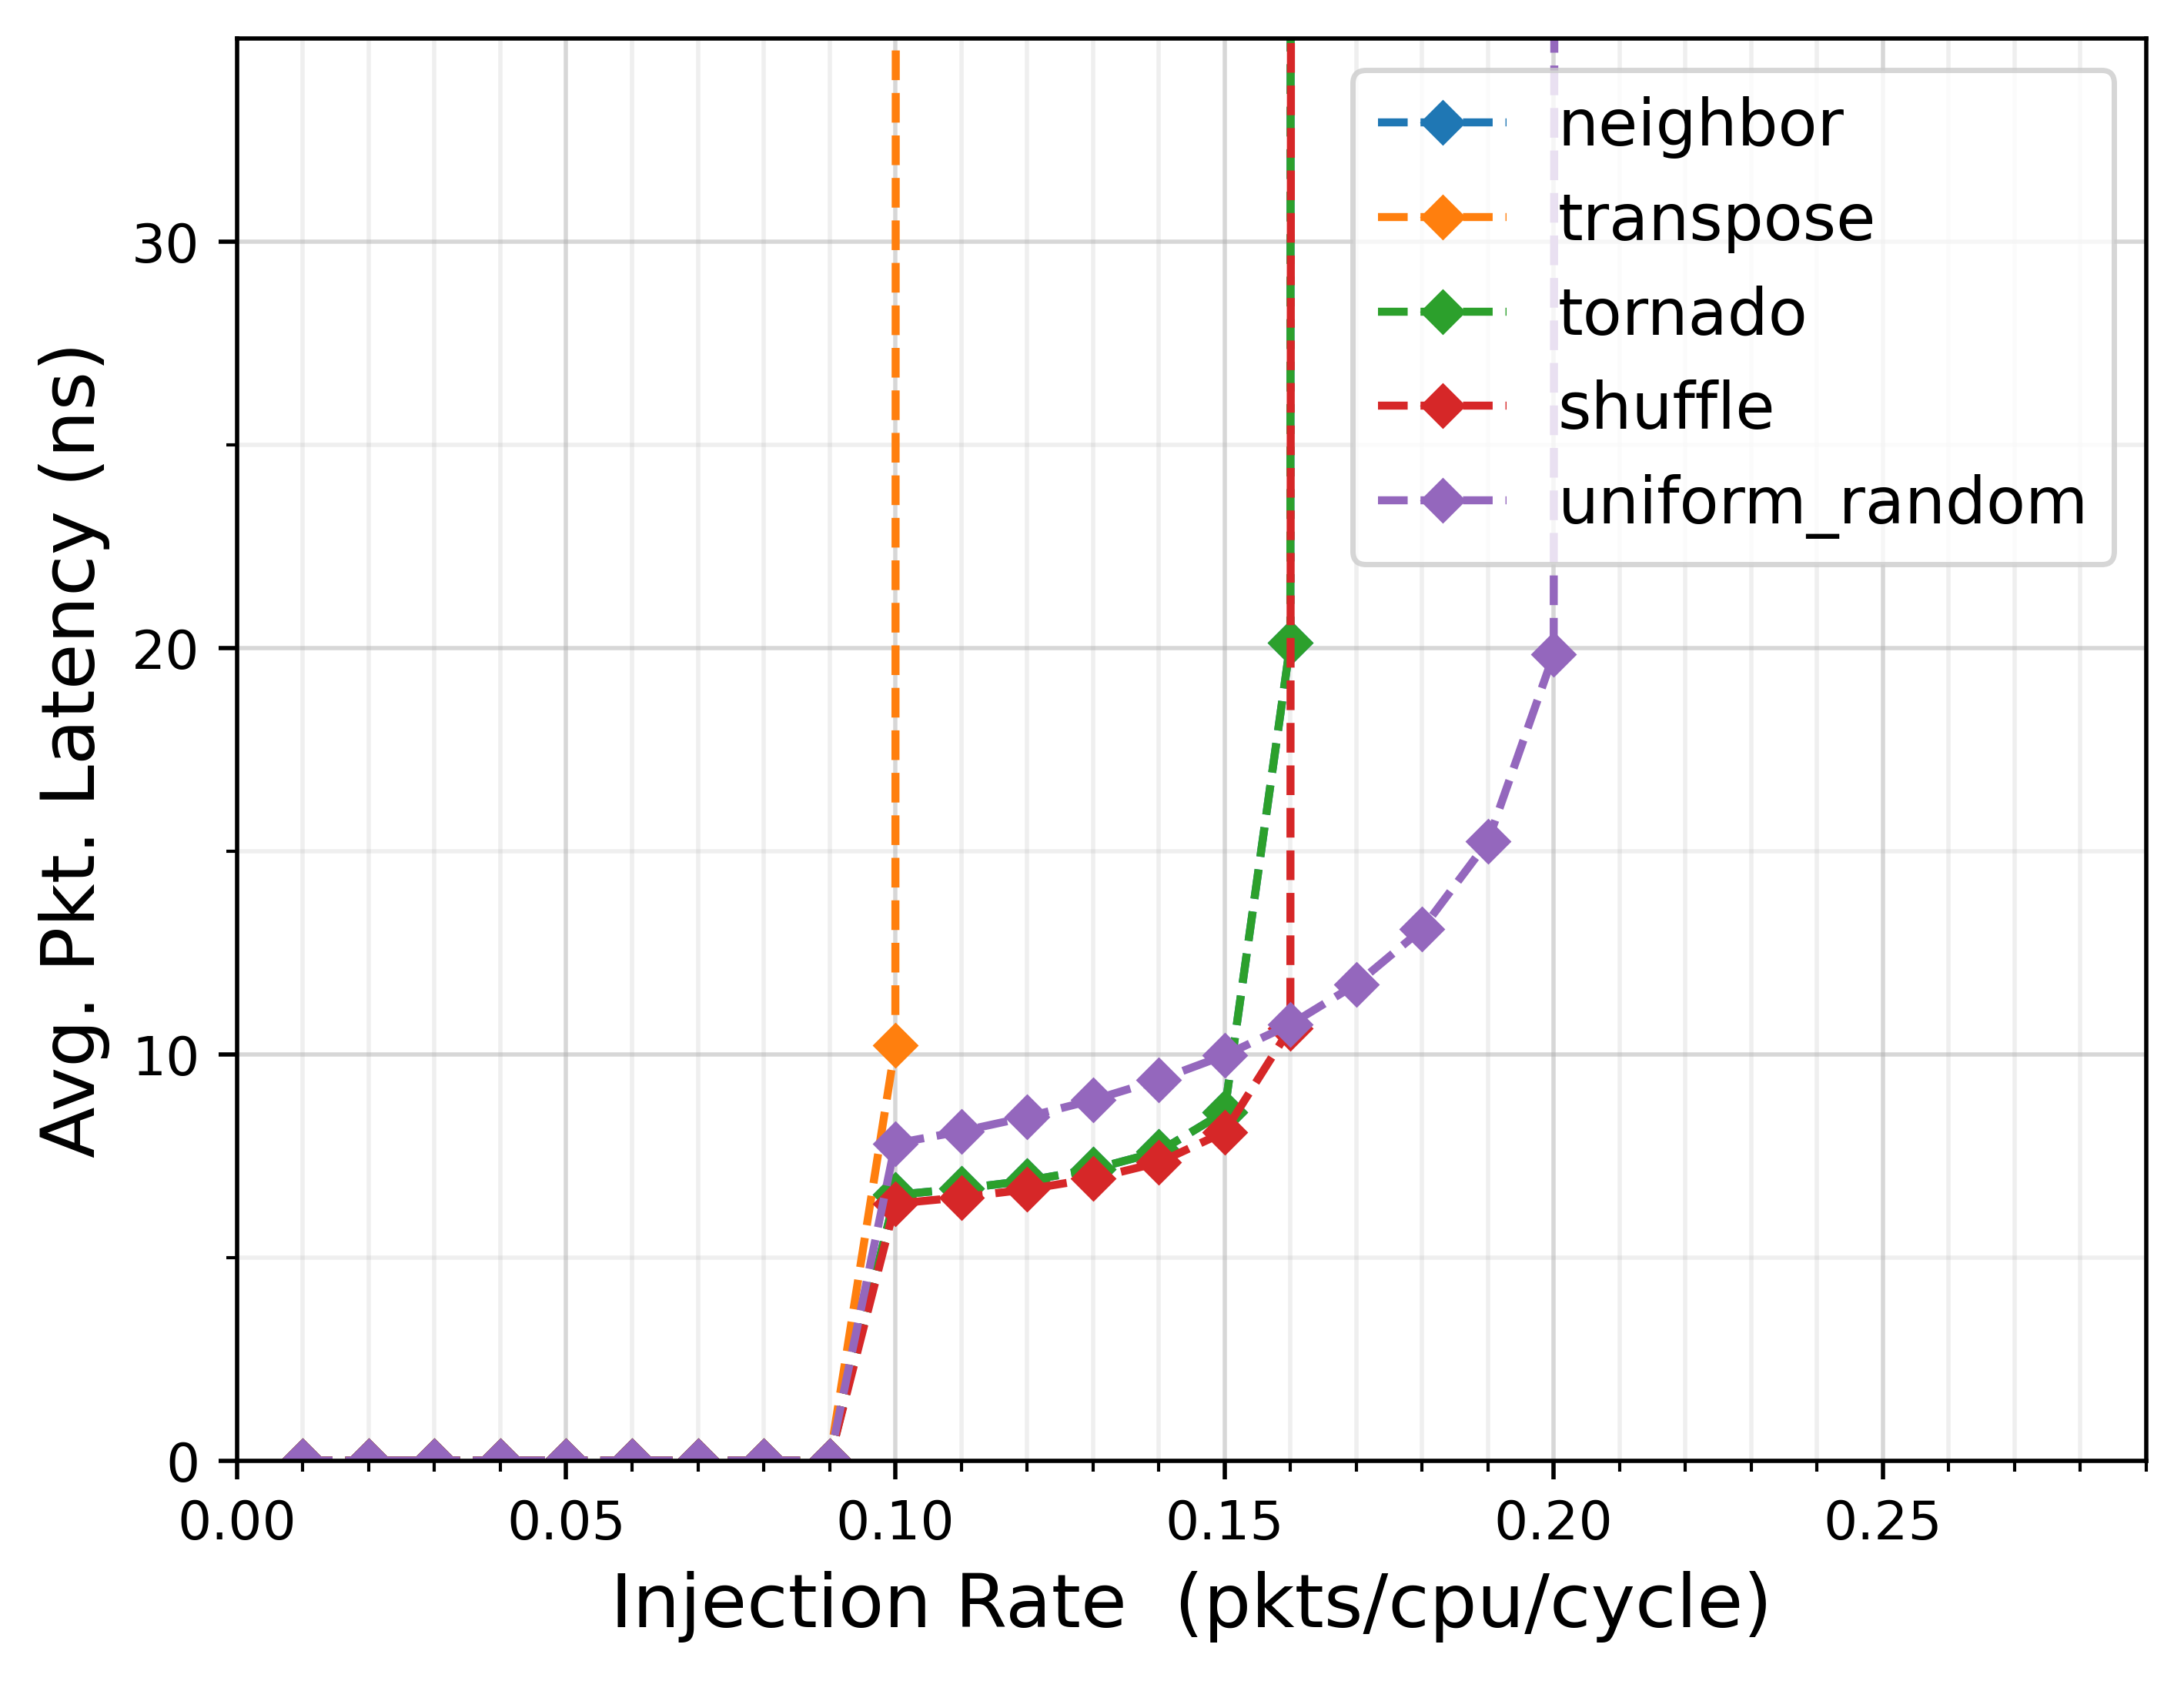 neighbor
transpose
tornado
shuffle
uniform_random
Avg. Pkt. Latency (ns)
30
20
10
0
0.00 0.05 0.10 0.15 0.20 0.25
Injection Rate (pkts/cpu/cycle)